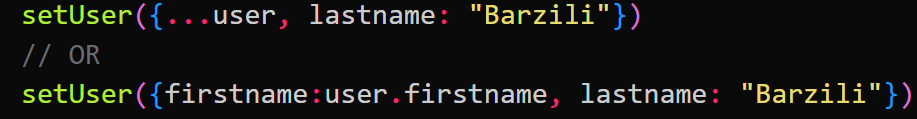 setUser({...user, lastname: "Barzili"})
// OR
setUser({firstname:user.firstname, lastname: "Barzili"})